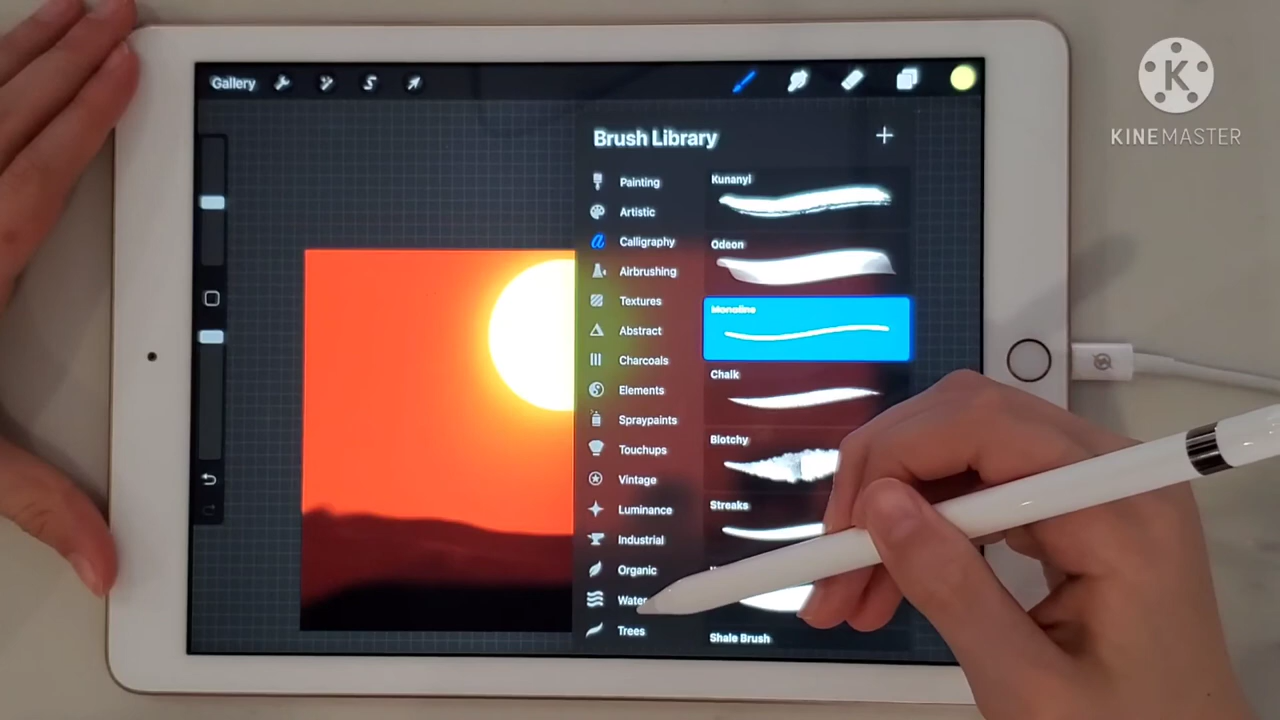 Gallery
Brush Library
Painting
Artistic
Calligraphy
Airbrushing
Textures
Abstract
Charcoals
Elements
Spraypaints
Touchups
Vintage
Luminance
Industrial
Organic
Water
Trees
Kunanyi
Odeon
Monoline
Chalk
Blotchy
Streaks
Shale Brush
K
KINEMASTER